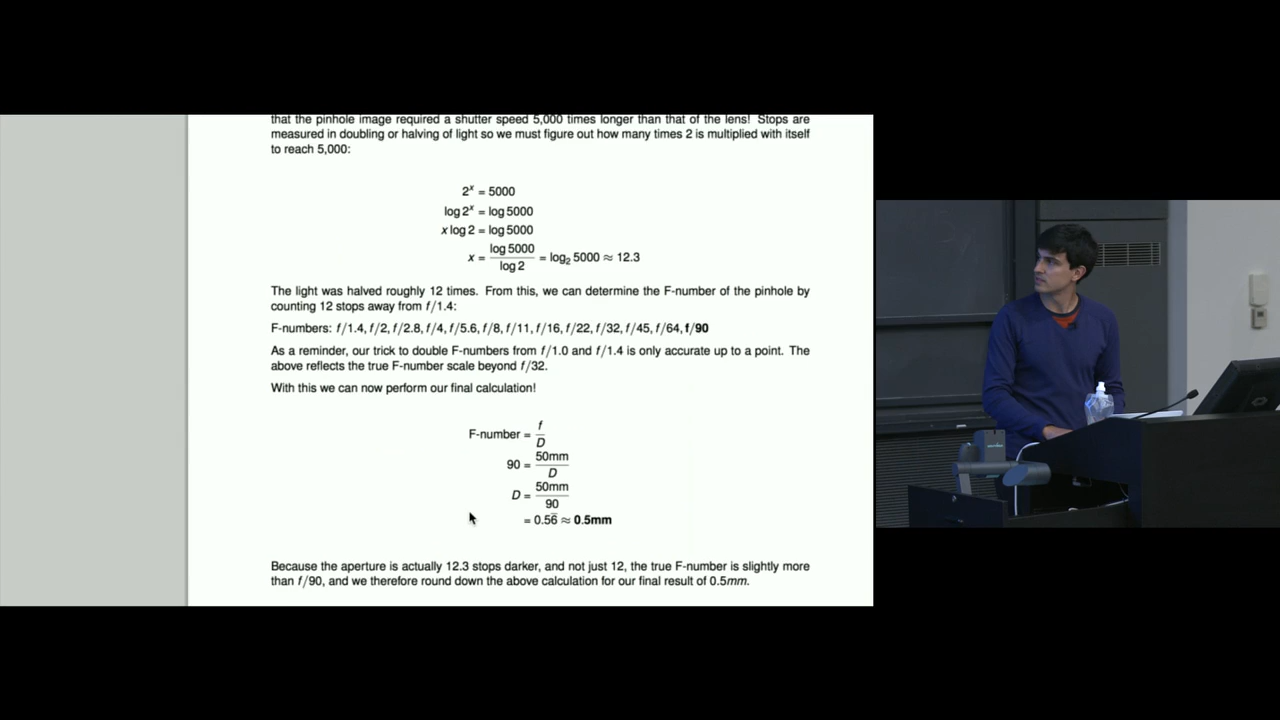 that the pinhole image required a shutter speed 5,000 times longer than that of the lens! Stops are
measured in doubling or halving of light so we must figure out how many times 2 is multiplied with itself
to reach 5,000:
2^x = 5000
log 2^x = log 5000
x log 2 = log 5000
x = log 5000 / log 2 = log₂ 5000 ≈ 12.3
The light was halved roughly 12 times. From this, we can determine the F-number of the pinhole by
counting 12 stops away from f/1.4:
F-numbers: f/1.4, f/2, f/2.8, f/4, f/5.6, f/8, f/11, f/16, f/22, f/32, f/45, f/64, f/90
As a reminder, our trick to double F-numbers from f/1.0 and f/1.4 is only accurate up to a point. The
above reflects the true F-number scale beyond f/32.
With this we can now perform our final calculation!
F-number = f / D
90 = 50mm / D
D = 50mm / 90
= 0.56̅ ≈ 0.5mm
Because the aperture is actually 12.3 stops darker, and not just 12, the true F-number is slightly more
than f/90, and we therefore round down the above calculation for our final result of 0.5mm.